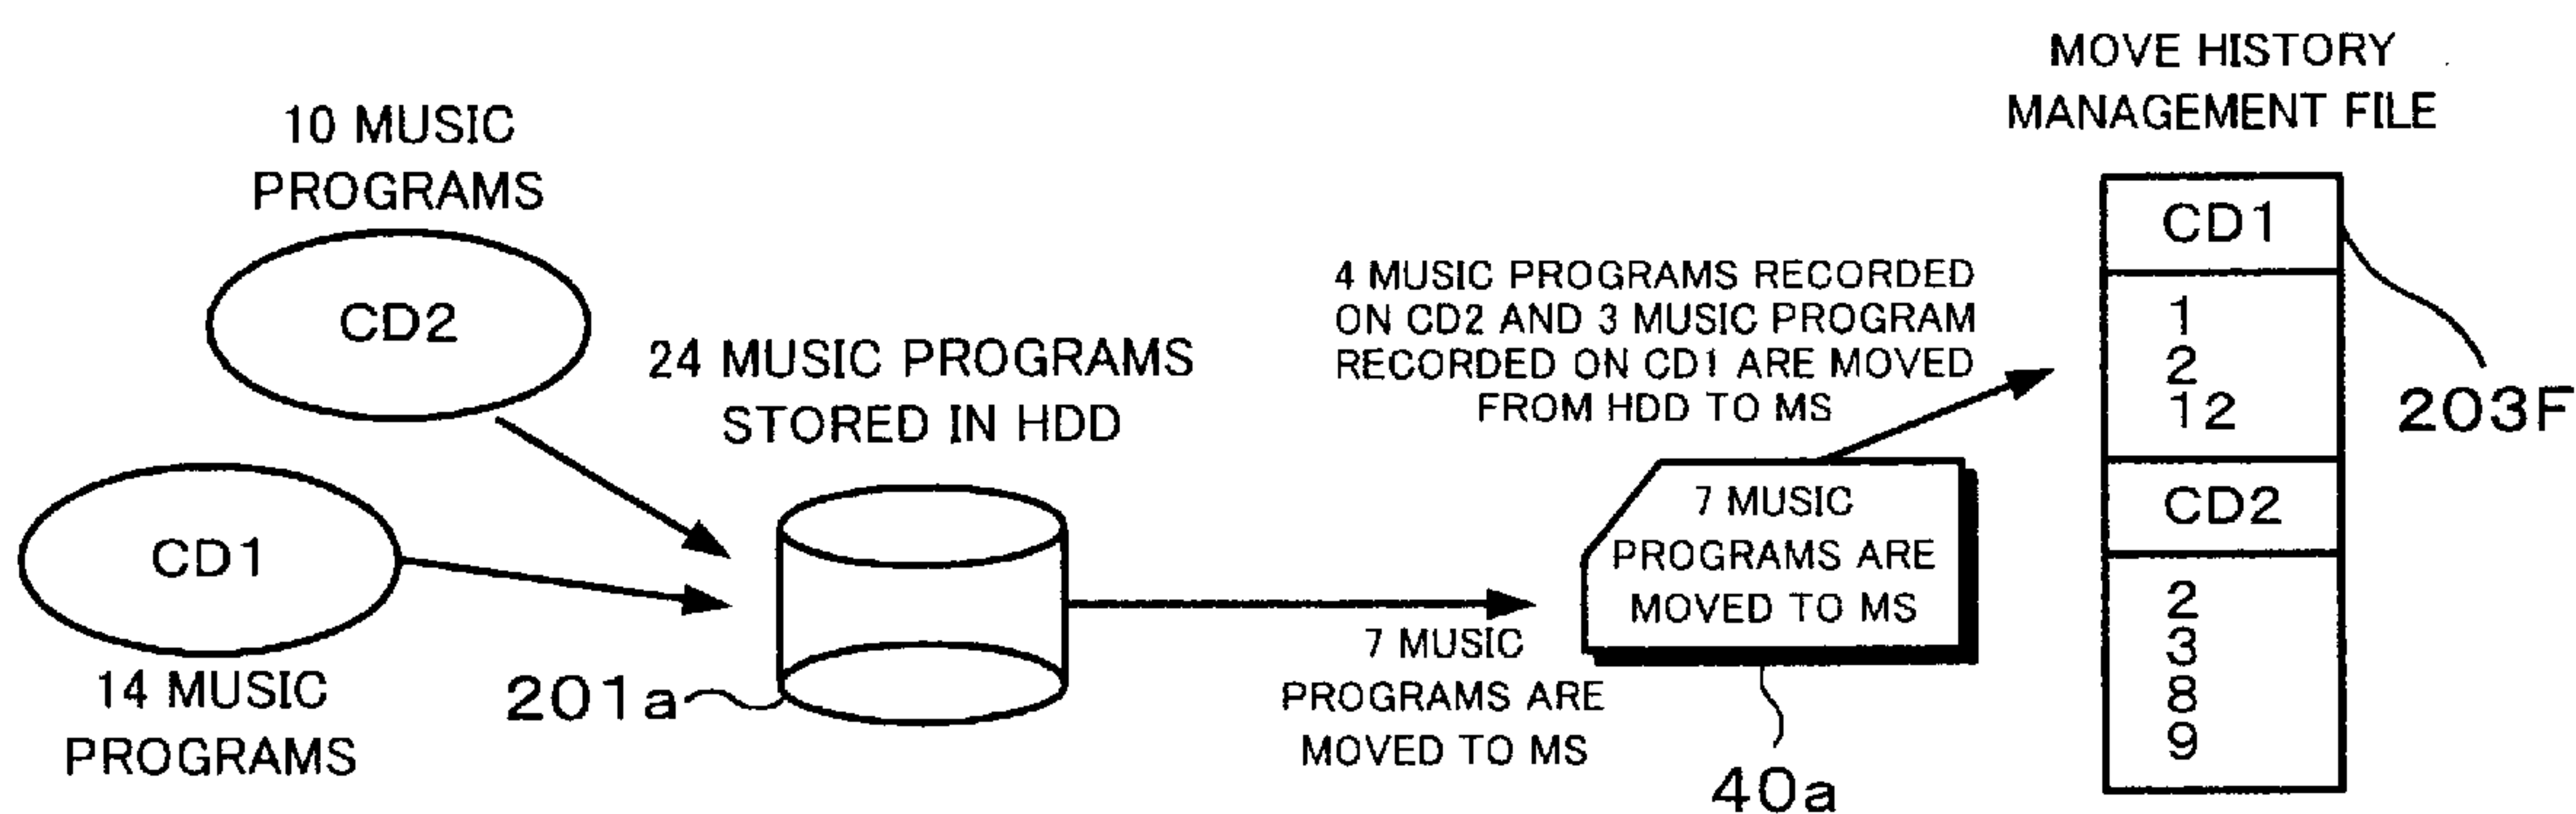 10 MUSIC
PROGRAMS
CD2
CD1
14 MUSIC
PROGRAMS
24 MUSIC PROGRAMS
STORED IN HDD
201a
7 MUSIC
PROGRAMS ARE
MOVED TO MS
4 MUSIC PROGRAMS RECORDED
ON CD2 AND 3 MUSIC PROGRAM
RECORDED ON CD1 ARE MOVED
FROM HDD TO MS
7 MUSIC
PROGRAMS ARE
MOVED TO MS
40a
MOVE HISTORY
MANAGEMENT FILE
CD1
1
2
12
CD2
2
3
8
9
203F